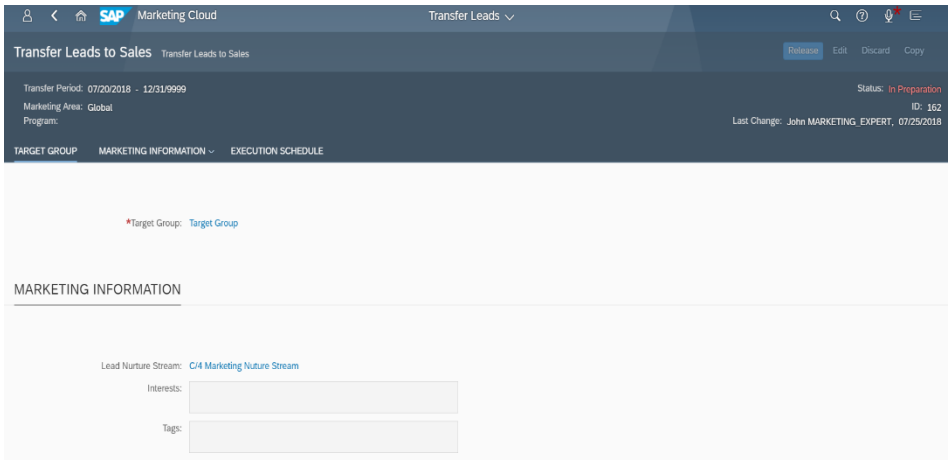 SAP Marketing Cloud Transfer Leads
Transfer Leads to Sales Transfer Leads to Sales Release Edit Discard Copy
Transfer Period: 07/20/2018 - 12/31/9999 Status: In Preparation
Marketing Area: Global ID: 162
Program: Last Change: John MARKETING_EXPERT, 07/25/2018
TARGET GROUP MARKETING INFORMATION EXECUTION SCHEDULE
*Target Group: Target Group
MARKETING INFORMATION
Lead Nurture Stream: C/4 Marketing Nuture Stream
Interests:
Tags: